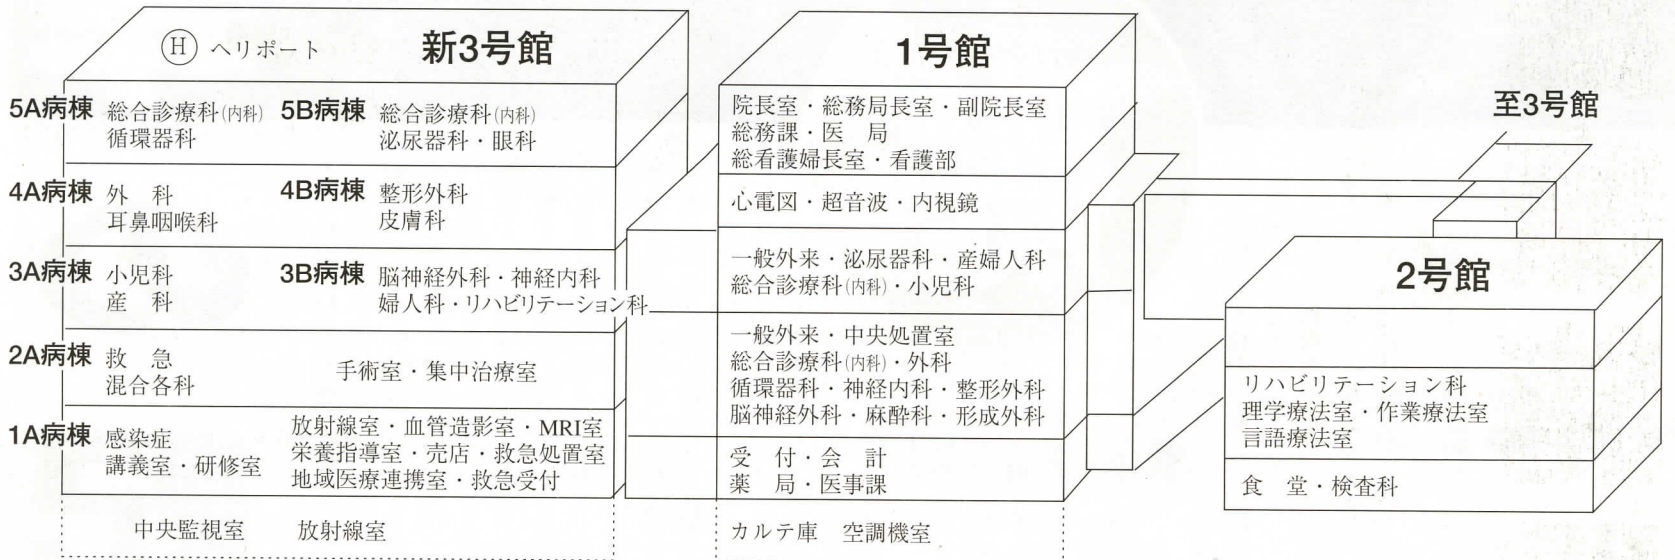 Ⓗ ヘリポート 新3号館
5A病棟 総合診療科(内科)
循環器科
5B病棟 総合診療科(内科)
泌尿器科・眼科
4A病棟 外 科
耳鼻咽喉科
4B病棟 整形外科
皮膚科
3A病棟 小児科
産 科
3B病棟 脳神経外科・神経内科
婦人科・リハビリテーション科
2A病棟 救 急
混合各科
手術室・集中治療室
1A病棟 感染症
講義室・研修室
放射線室・血管造影室・MRI室
栄養指導室・売店・救急処置室
地域医療連携室・救急受付
中央監視室 放射線室
1号館
院長室・総務局長室・副院長室
総務課・医 局
総看護婦長室・看護部
心電図・超音波・内視鏡
一般外来・泌尿器科・産婦人科
総合診療科(内科)・小児科
一般外来・中央処置室
総合診療科(内科)・外科
循環器科・神経内科・整形外科
脳神経外科・麻酔科・形成外科
受 付・会 計
薬 局・医事課
カルテ庫 空調機室
至3号館
2号館
リハビリテーション科
理学療法室・作業療法室
言語療法室
食 堂・検査科